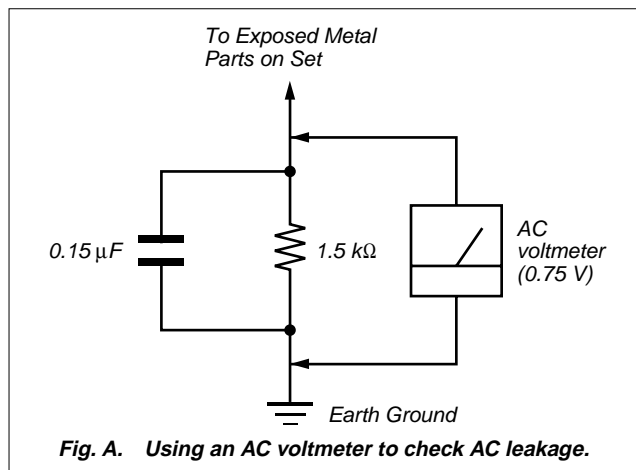 To Exposed Metal
Parts on Set
0.15 µF
1.5 kΩ
AC
voltmeter
(0.75 V)
Earth Ground
Fig. A. Using an AC voltmeter to check AC leakage.